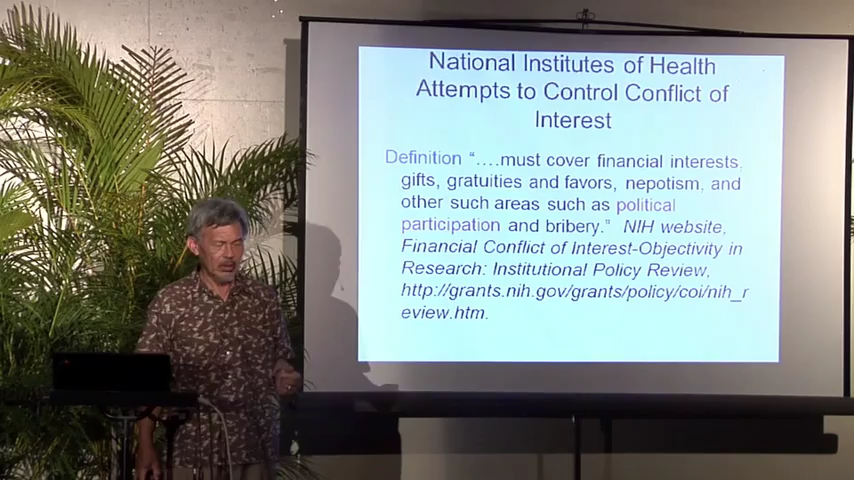 National Institutes of Health
Attempts to Control Conflict of
Interest
Definition “….must cover financial interests,
gifts, gratuities and favors, nepotism, and
other such areas such as political
participation and bribery.” NIH website,
Financial Conflict of Interest-Objectivity in
Research: Institutional Policy Review,
http://grants.nih.gov/grants/policy/coi/nih_r
eview.htm.